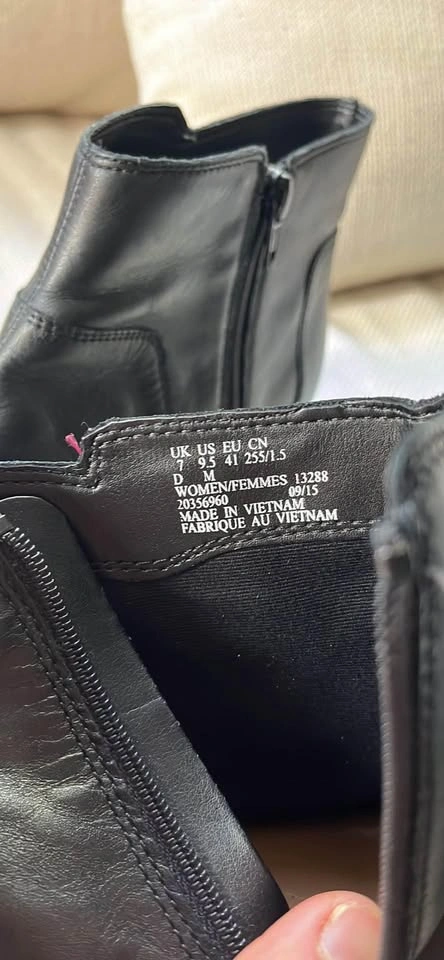 UK US EU CN
7 9.5 41 255/1.5
D M
WOMEN/FEMMES 13288
20356960 09/15
MADE IN VIETNAM
FABRIQUE AU VIETNAM